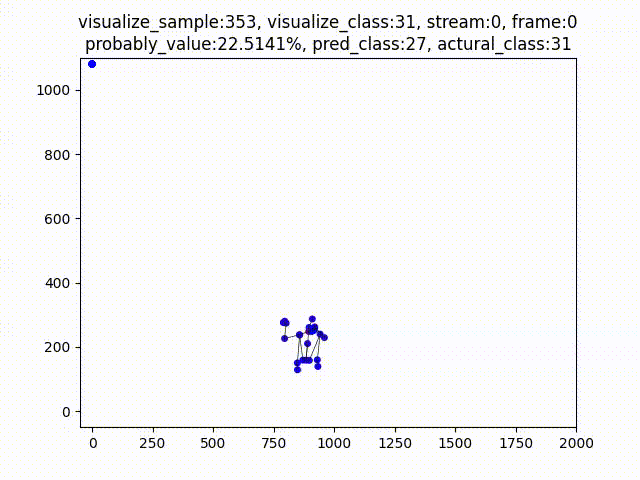 visualize_sample:353, visualize_class:31, stream:0, frame:0
probably_value:22.5141%, pred_class:27, actural_class:31
1000
800
600
400
200
0
0 250 500 750 1000 1250 1500 1750 2000